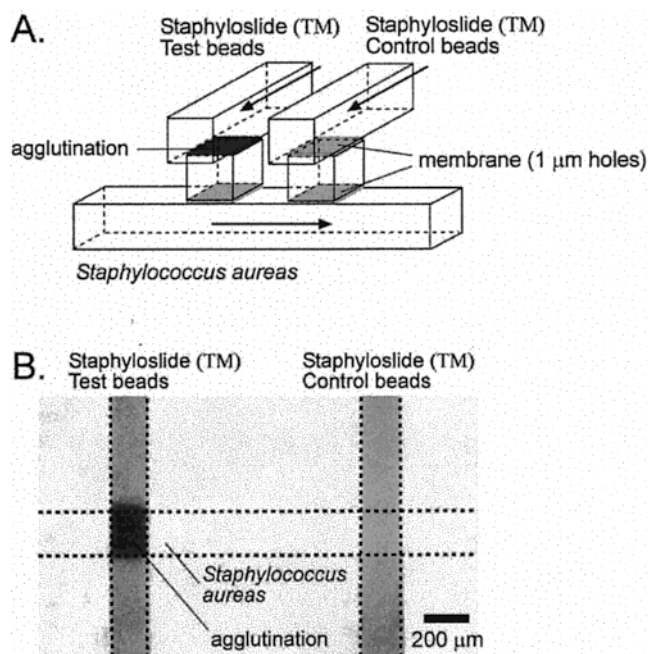 A.
Staphyloslide (TM)
Test beads
Staphyloslide (TM)
Control beads
agglutination
membrane (1 μm holes)
Staphylococcus aureas
B.
Staphyloslide (TM)
Test beads
Staphyloslide (TM)
Control beads
Staphylococcus
aureas
agglutination
200 μm